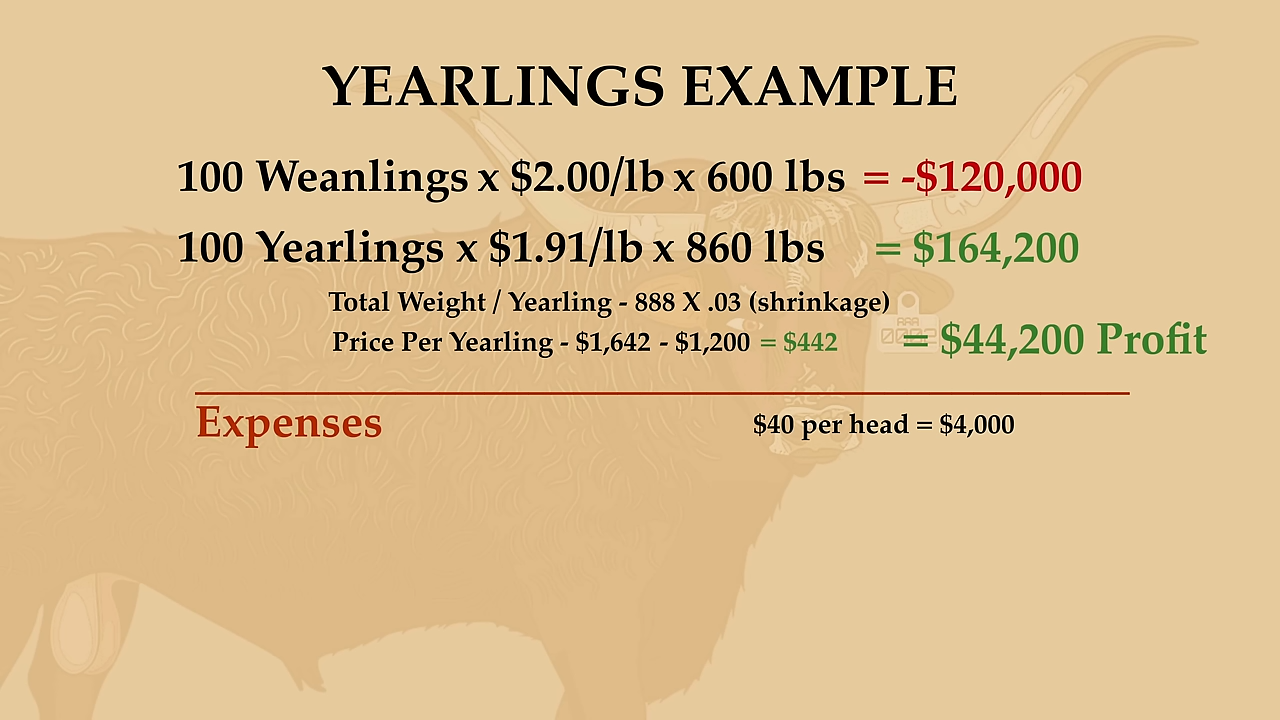 YEARLINGS EXAMPLE
100 Weanlings x $2.00/lb x 600 lbs = -$120,000
100 Yearlings x $1.91/lb x 860 lbs = $164,200
Total Weight / Yearling - 888 X .03 (shrinkage)
Price Per Yearling - $1,642 - $1,200 = $442
= $44,200 Profit
AAA
0002
Expenses
$40 per head = $4,000